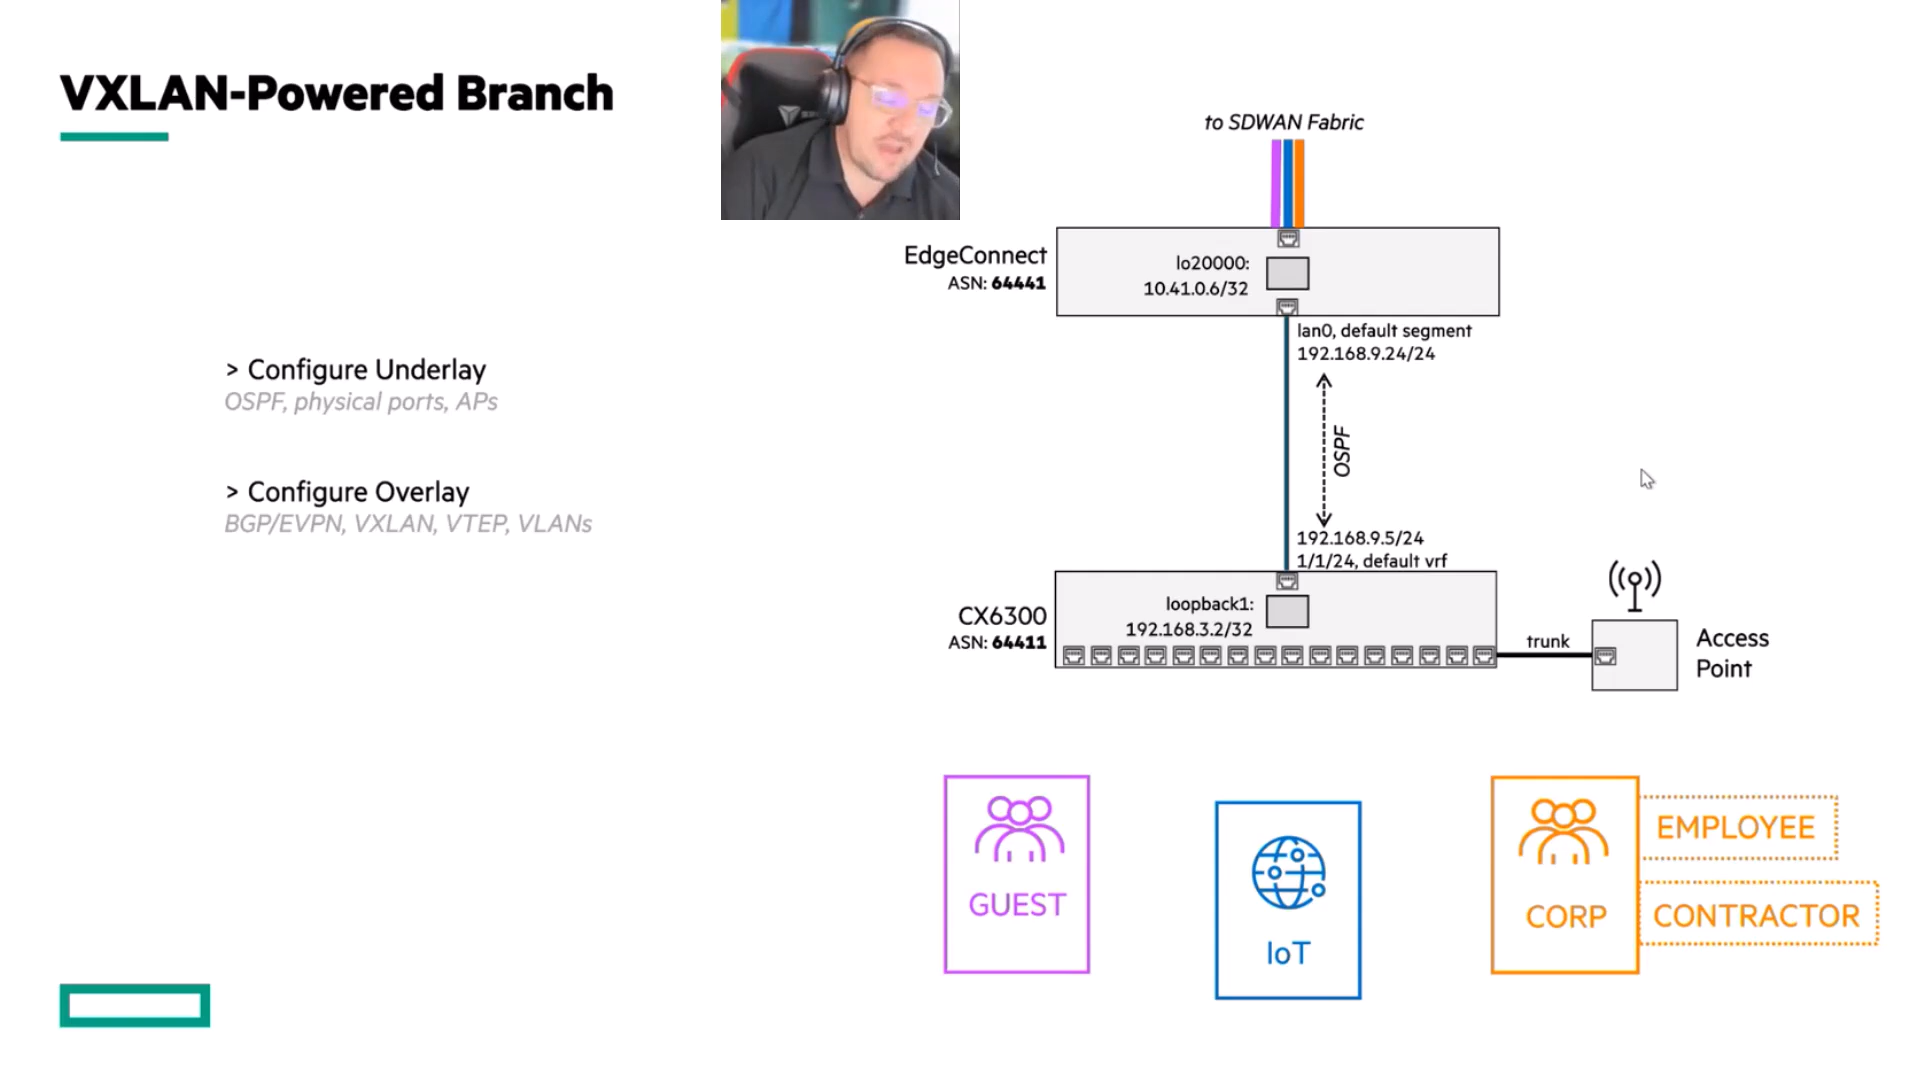 VXLAN-Powered Branch
to SDWAN Fabric
EdgeConnect
ASN: 64441
lo20000:
10.41.0.6/32
lan0, default segment
192.168.9.24/24
> Configure Underlay
OSPF, physical ports, APs
OSPF
> Configure Overlay
BGP/EVPN, VXLAN, VTEP, VLANs
192.168.9.5/24
1/1/24, default vrf
CX6300
ASN: 64411
loopback1:
192.168.3.2/32
trunk
Access
Point
GUEST
IoT
CORP
EMPLOYEE
CONTRACTOR